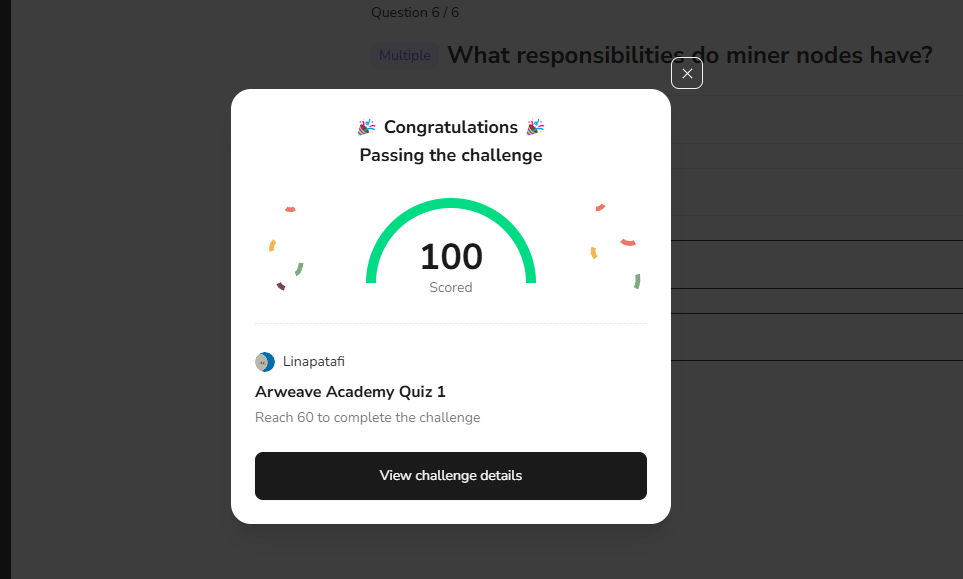 Question 6 / 6
Multiple What responsibilities do miner nodes have?
🎉 Congratulations 🎉
Passing the challenge
100
Scored
Linapatafi
Arweave Academy Quiz 1
Reach 60 to complete the challenge
View challenge details